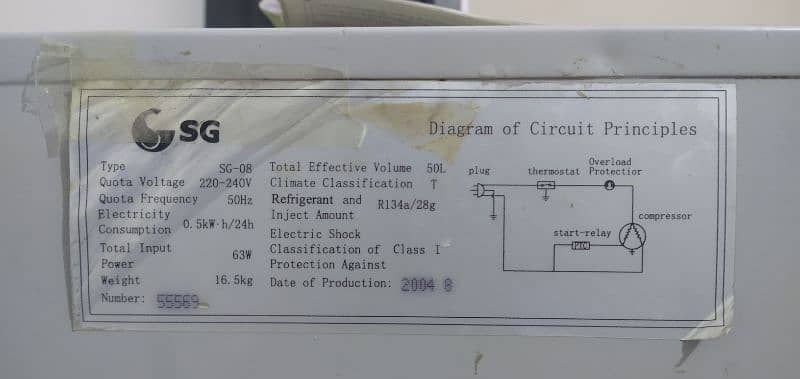 SG
Diagram of Circuit Principles
Type SG-08
Quota Voltage 220-240V
Quota Frequency 50Hz
Electricity
Consumption 0.5kW·h/24h
Total Input
Power 63W
Weight 16.5kg
Number: 55569
Total Effective Volume 50L
Climate Classification T
Refrigerant and
Inject Amount R134a/28g
Electric Shock
Classification of Class I
Protection Against
Date of Production: 2004 8
plug
thermostat
Overload
Protectior
compressor
start-relay
PTC